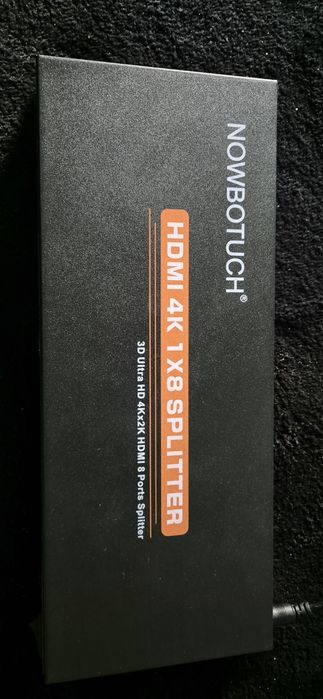 NOWBOTUCH®
HDMI 4K 1X8 SPLITTER
3D Ultra HD 4Kx2K HDMI 8 Ports Splitter